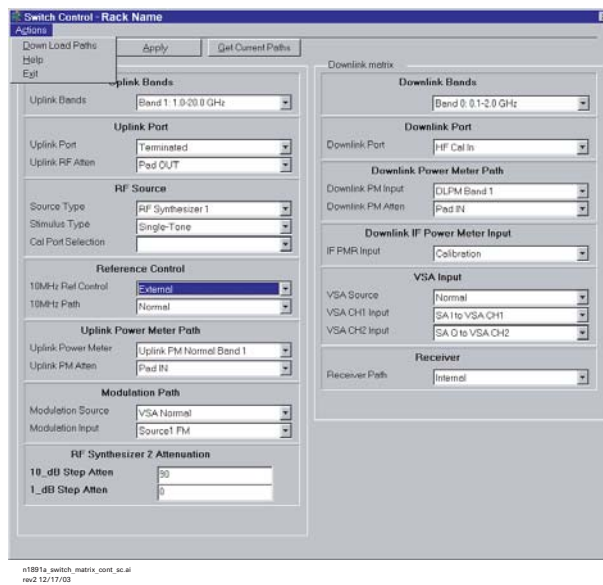 Switch Control - Rack Name
Actions
Down Load Paths
Help
Exit
Apply
Get Current Paths
Uplink Bands
Uplink Bands Band 1: 1.0-20.0 GHz
Uplink Port
Uplink Port Terminated
Uplink RF Atten Pad OUT
RF Source
Source Type RF Synthesizer 1
Stimulus Type Single-Tone
Cal Port Selection
Reference Control
10MHz Ref Control External
10MHz Path Normal
Uplink Power Meter Path
Uplink Power Meter Uplink PM Normal Band 1
Uplink PM Atten Pad IN
Modulation Path
Modulation Source VSA Normal
Modulation Input Source1 FM
RF Synthesizer 2 Attenuation
10_dB Step Atten 90
1_dB Step Atten 0
Downlink matrix
Downlink Bands
Band 0: 0.1-2.0 GHz
Downlink Port
Downlink Port HF Cal In
Downlink Power Meter Path
Downlink PM Input DLPM Band 1
Downlink PM Atten Pad IN
Downlink IF Power Meter Input
IF PMR Input Calibration
VSA Input
VSA Source Normal
VSA CH1 Input SA I to VSA CH1
VSA CH2 Input SA Q to VSA CH2
Receiver
Receiver Path Internal
n1891a_switch_matrix_cont_sc.ai
rev2 12/17/03